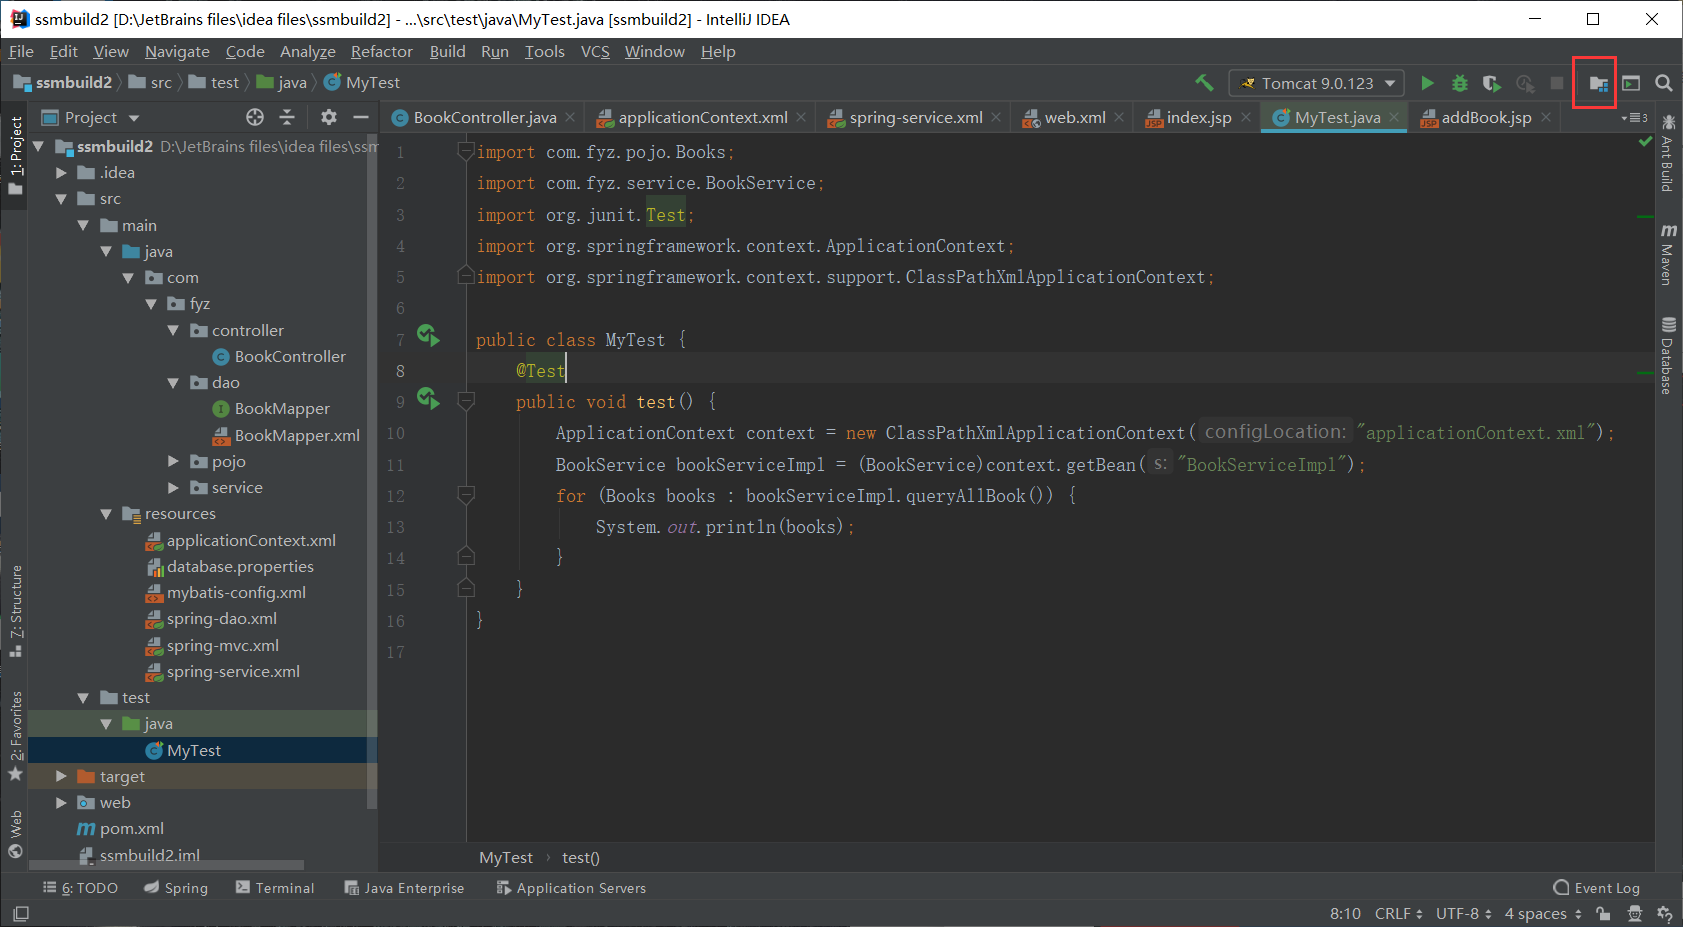 ssmbuild2 [D:\JetBrains files\idea files\ssmbuild2] - ...\src\test\java\MyTest.java [ssmbuild2] - IntelliJ IDEA
File Edit View Navigate Code Analyze Refactor Build Run Tools VCS Window Help
ssmbuild2 src test java MyTest
Tomcat 9.0.123
Project
BookController.java applicationContext.xml spring-service.xml web.xml index.jsp MyTest.java addBook.jsp 3
1: Project
7: Structure
2: Favorites
Web
ssmbuild2 D:\JetBrains files\idea files\ssm
.idea
src
main
java
com
fyz
controller
BookController
dao
BookMapper
BookMapper.xml
pojo
service
resources
applicationContext.xml
database.properties
mybatis-config.xml
spring-dao.xml
spring-mvc.xml
spring-service.xml
test
java
MyTest
target
web
pom.xml
ssmbuild2.iml
1 import com.fyz.pojo.Books;
2 import com.fyz.service.BookService;
3 import org.junit.Test;
4 import org.springframework.context.ApplicationContext;
5 import org.springframework.context.support.ClassPathXmlApplicationContext;
6
7 public class MyTest {
8 @Test
9 public void test() {
10 ApplicationContext context = new ClassPathXmlApplicationContext( configLocation: "applicationContext.xml");
11 BookService bookServiceImpl = (BookService)context.getBean( s: "BookServiceImpl");
12 for (Books books : bookServiceImpl.queryAllBook()) {
13 System.out.println(books);
14 }
15 }
16 }
17
Ant Build
Maven
Database
MyTest › test()
6: TODO Spring Terminal Java Enterprise Application Servers Event Log
8:10 CRLF UTF-8 4 spaces